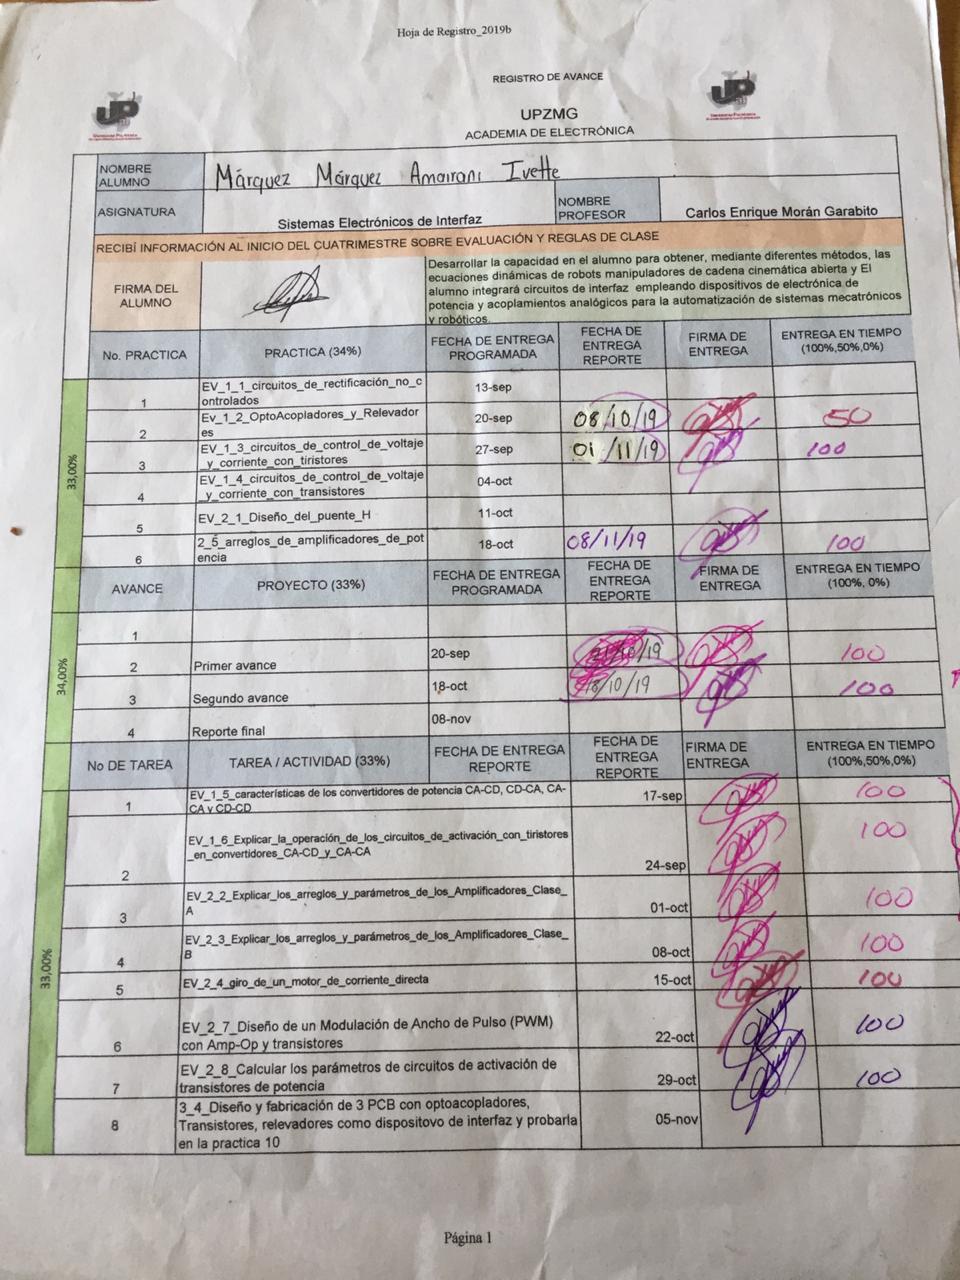 Hoja de Registro_2019b
REGISTRO DE AVANCE
UPZMG
ACADEMIA DE ELECTRÓNICA
NOMBRE ALUMNO Márquez Márquez Amairani Ivette
ASIGNATURA Sistemas Electrónicos de Interfaz NOMBRE PROFESOR Carlos Enrique Morán Garabito
RECIBÍ INFORMACIÓN AL INICIO DEL CUATRIMESTRE SOBRE EVALUACIÓN Y REGLAS DE CLASE
FIRMA DEL ALUMNO
Desarrollar la capacidad en el alumno para obtener, mediante diferentes métodos, las
ecuaciones dinámicas de robots manipuladores de cadena cinemática abierta y El
alumno integrará circuitos de interfaz empleando dispositivos de electrónica de
potencia y acoplamientos analógicos para la automatización de sistemas mecatrónicos
y robóticos.
No. PRACTICA PRACTICA (34%) FECHA DE ENTREGA PROGRAMADA FECHA DE ENTREGA REPORTE FIRMA DE ENTREGA ENTREGA EN TIEMPO (100%,50%,0%)
33,00%
1 EV_1_1_circuitos_de_rectificación_no_controlados 13-sep
2 Ev_1_2_OptoAcopladores_y_Relevadores 20-sep 08/10/19 50
3 EV_1_3_circuitos_de_control_de_voltaje_y_corriente_con_tiristores 27-sep 01/11/19 100
4 EV_1_4_circuitos_de_control_de_voltaje_y_corriente_con_transistores 04-oct
5 EV_2_1_Diseño_del_puente_H 11-oct
6 2_5_arreglos_de_amplificadores_de_potencia 18-oct 08/11/19 100
AVANCE PROYECTO (33%) FECHA DE ENTREGA PROGRAMADA FECHA DE ENTREGA REPORTE FIRMA DE ENTREGA ENTREGA EN TIEMPO (100%, 0%)
34,00%
1
2 Primer avance 20-sep /10/19 100
3 Segundo avance 18-oct 18/10/19 100
4 Reporte final 08-nov
No DE TAREA TAREA / ACTIVIDAD (33%) FECHA DE ENTREGA REPORTE FECHA DE ENTREGA REPORTE FIRMA DE ENTREGA ENTREGA EN TIEMPO (100%,50%,0%)
33,00%
1 EV_1_5_características de los convertidores de potencia CA-CD, CD-CA, CA-CA y CD-CD 17-sep 100
2 EV_1_6_Explicar_la_operación_de_los_circuitos_de_activación_con_tiristores_en_convertidores_CA-CD_y_CA-CA 24-sep 100
3 EV_2_2_Explicar_los_arreglos_y_parámetros_de_los_Amplificadores_Clase_A 01-oct 100
4 EV_2_3_Explicar_los_arreglos_y_parámetros_de_los_Amplificadores_Clase_B 08-oct 100
5 EV_2_4_giro_de_un_motor_de_corriente_directa 15-oct 100
6 EV_2_7_Diseño de un Modulación de Ancho de Pulso (PWM) con Amp-Op y transistores 22-oct 100
7 EV_2_8_Calcular los parámetros de circuitos de activación de transistores de potencia 29-oct 100
8 3_4_Diseño y fabricación de 3 PCB con optoacopladores, Transistores, relevadores como dispositovo de interfaz y probarla en la practica 10 05-nov
Página 1